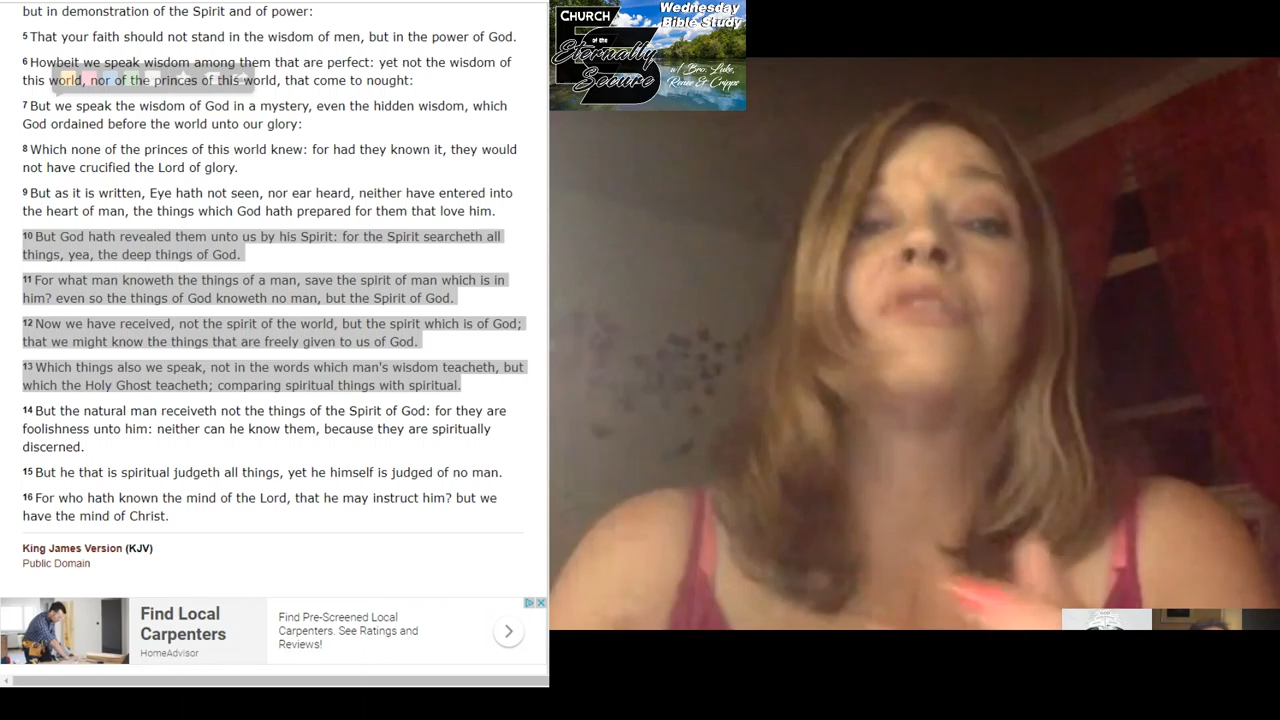 but in demonstration of the Spirit and of power:
5 That your faith should not stand in the wisdom of men, but in the power of God.
6 Howbeit we speak wisdom among them that are perfect: yet not the wisdom of
this world, nor of the princes of this world, that come to nought:
7 But we speak the wisdom of God in a mystery, even the hidden wisdom, which
God ordained before the world unto our glory:
8 Which none of the princes of this world knew: for had they known it, they would
not have crucified the Lord of glory.
9 But as it is written, Eye hath not seen, nor ear heard, neither have entered into
the heart of man, the things which God hath prepared for them that love him.
10 But God hath revealed them unto us by his Spirit: for the Spirit searcheth all
things, yea, the deep things of God.
11 For what man knoweth the things of a man, save the spirit of man which is in
him? even so the things of God knoweth no man, but the Spirit of God.
12 Now we have received, not the spirit of the world, but the spirit which is of God;
that we might know the things that are freely given to us of God.
13 Which things also we speak, not in the words which man's wisdom teacheth, but
which the Holy Ghost teacheth; comparing spiritual things with spiritual.
14 But the natural man receiveth not the things of the Spirit of God: for they are
foolishness unto him: neither can he know them, because they are spiritually
discerned.
15 But he that is spiritual judgeth all things, yet he himself is judged of no man.
16 For who hath known the mind of the Lord, that he may instruct him? but we
have the mind of Christ.
King James Version (KJV)
Public Domain
Find Local
Carpenters
HomeAdvisor
Find Pre-Screened Local
Carpenters. See Ratings and
Reviews!
CHURCH
of the
Eternally
Secure
Wednesday
Bible Study
w/ Bro. Luke,
Renee & Cripps